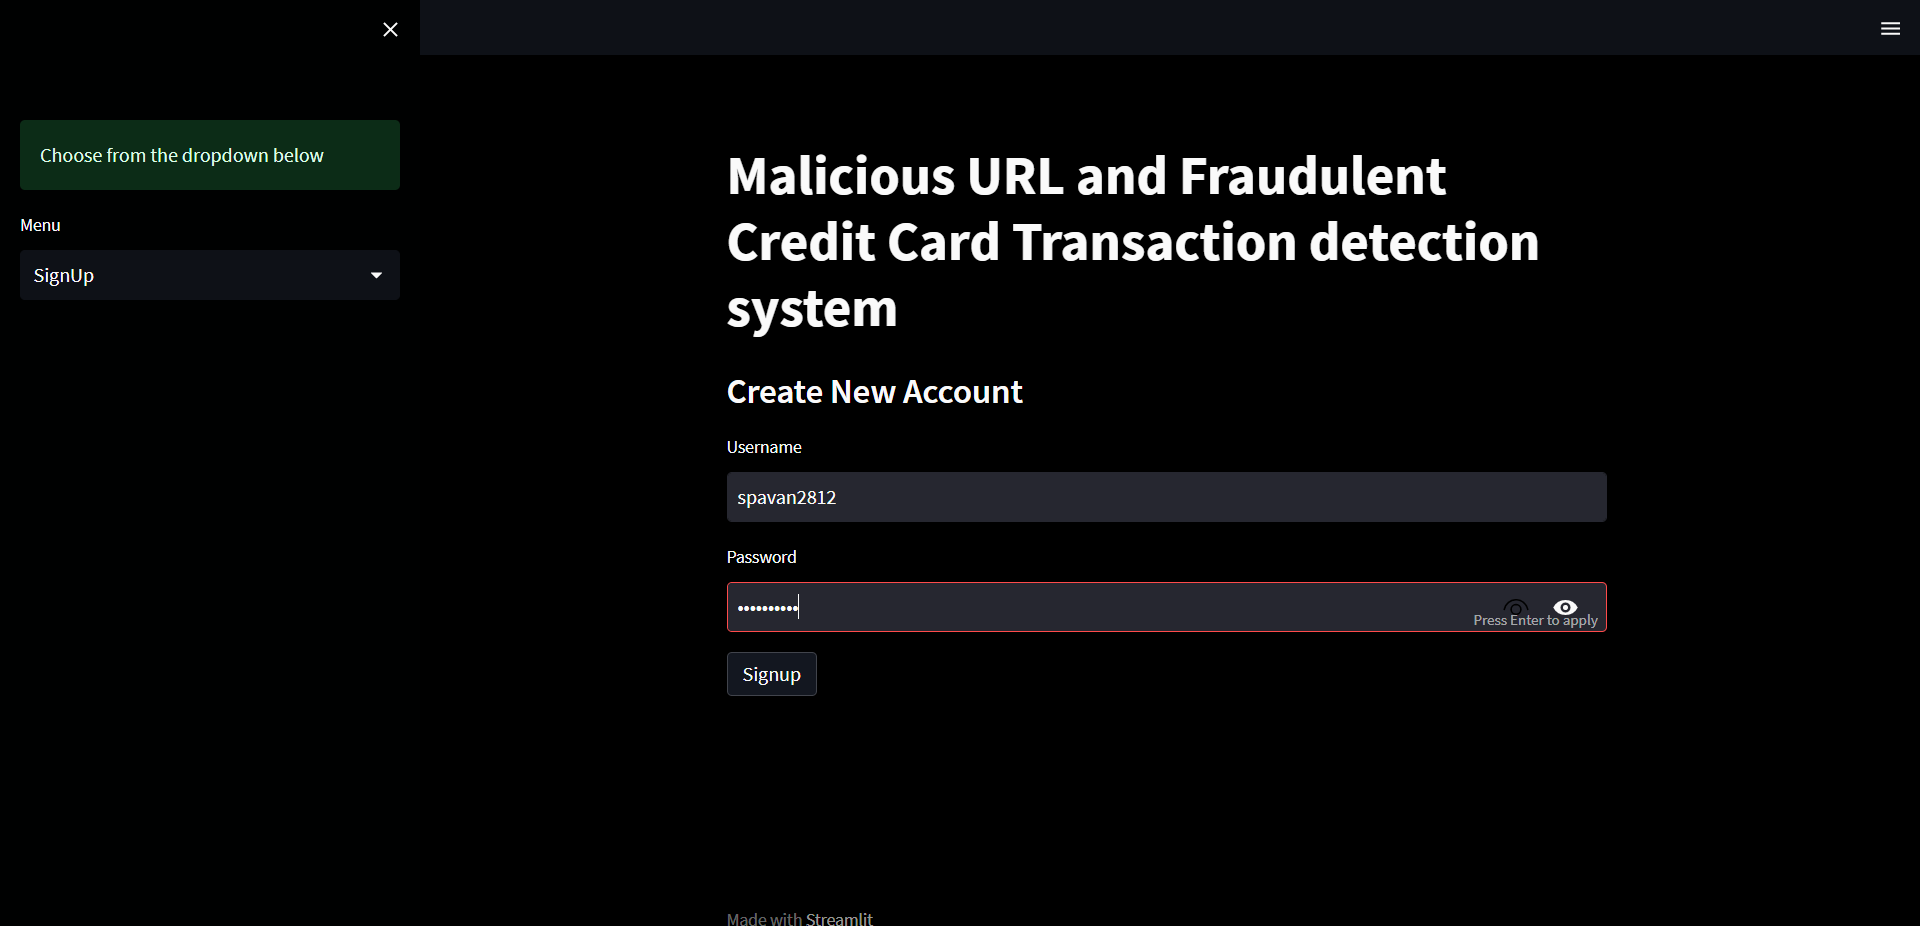 Choose from the dropdown below
Menu
SignUp
Malicious URL and Fraudulent
Credit Card Transaction detection
system
Create New Account
Username
spavan2812
Password
••••••••••
Press Enter to apply
Signup
Made with Streamlit